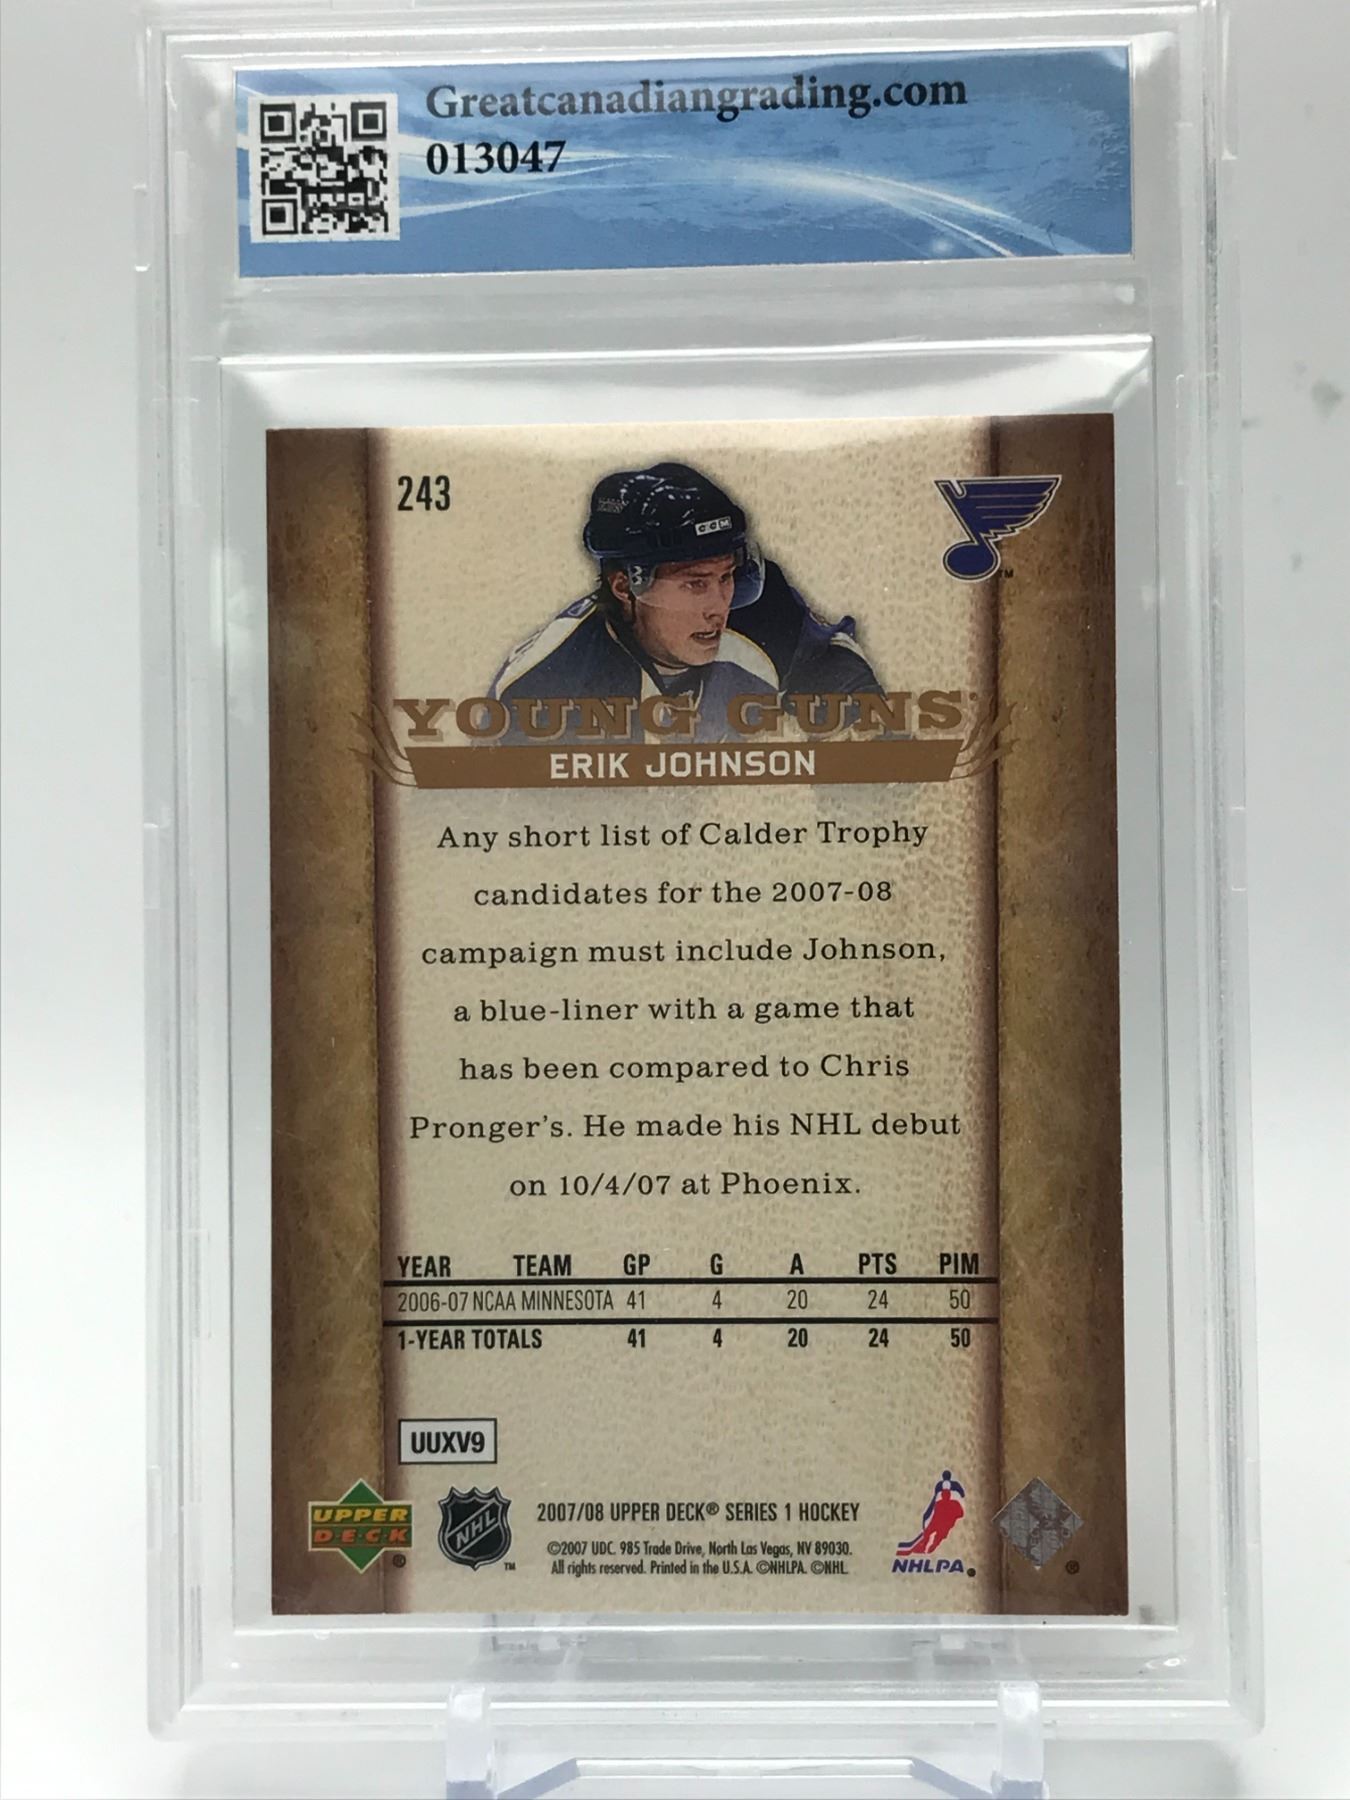 Greatcanadiangrading.com
013047
243
CCM
TM
YOUNG GUNS
ERIK JOHNSON
Any short list of Calder Trophy
candidates for the 2007-08
campaign must include Johnson,
a blue-liner with a game that
has been compared to Chris
Pronger's. He made his NHL debut
on 10/4/07 at Phoenix.
YEAR TEAM GP G A PTS PIM
2006-07 NCAA MINNESOTA 41 4 20 24 50
1-YEAR TOTALS 41 4 20 24 50
UUXV9
UPPER
D·E·C·K ®
NHL TM
2007/08 UPPER DECK® SERIES 1 HOCKEY
©2007 UDC. 985 Trade Drive, North Las Vegas, NV 89030.
All rights reserved. Printed in the U.S.A. ©NHLPA. ©NHL.
NHLPA ®
®